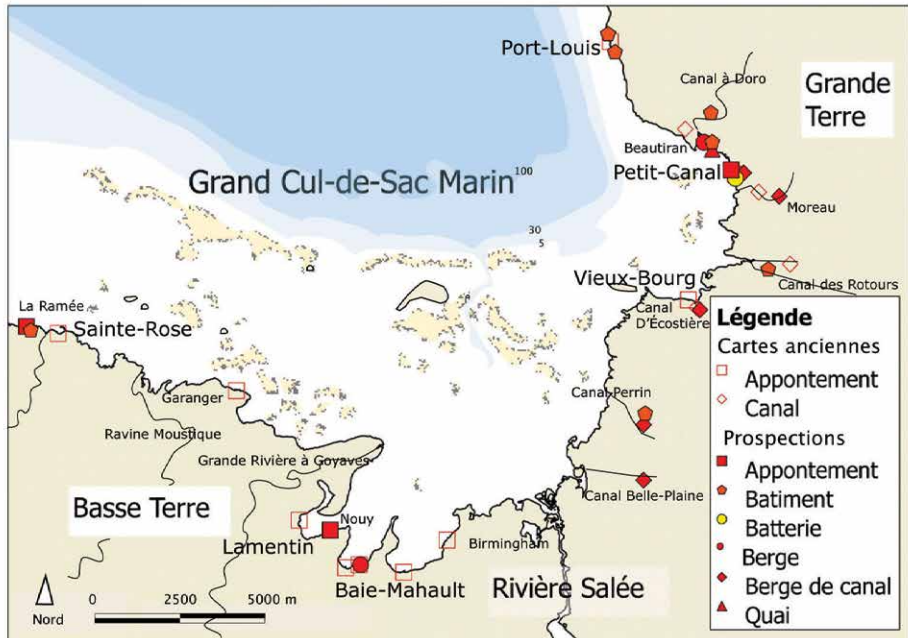 Port-Louis
Canal à Doro
Grande
Terre
Beautiran
Petit-Canal
Grand Cul-de-Sac Marin
100
Moreau
30
5
Vieux-Bourg
Canal des Rotours
La Ramée
Sainte-Rose
Canal
D'Écostière
Garanger
Canal Perrin
Ravine Moustique
Grande Rivière à Goyaves
Canal Belle-Plaine
Basse Terre
Nouy
Lamentin
Birmingham
Baie-Mahault
Rivière Salée
Nord
0 2500 5000 m
Légende
Cartes anciennes
Appontement
Canal
Prospections
Appontement
Batiment
Batterie
Berge
Berge de canal
Quai